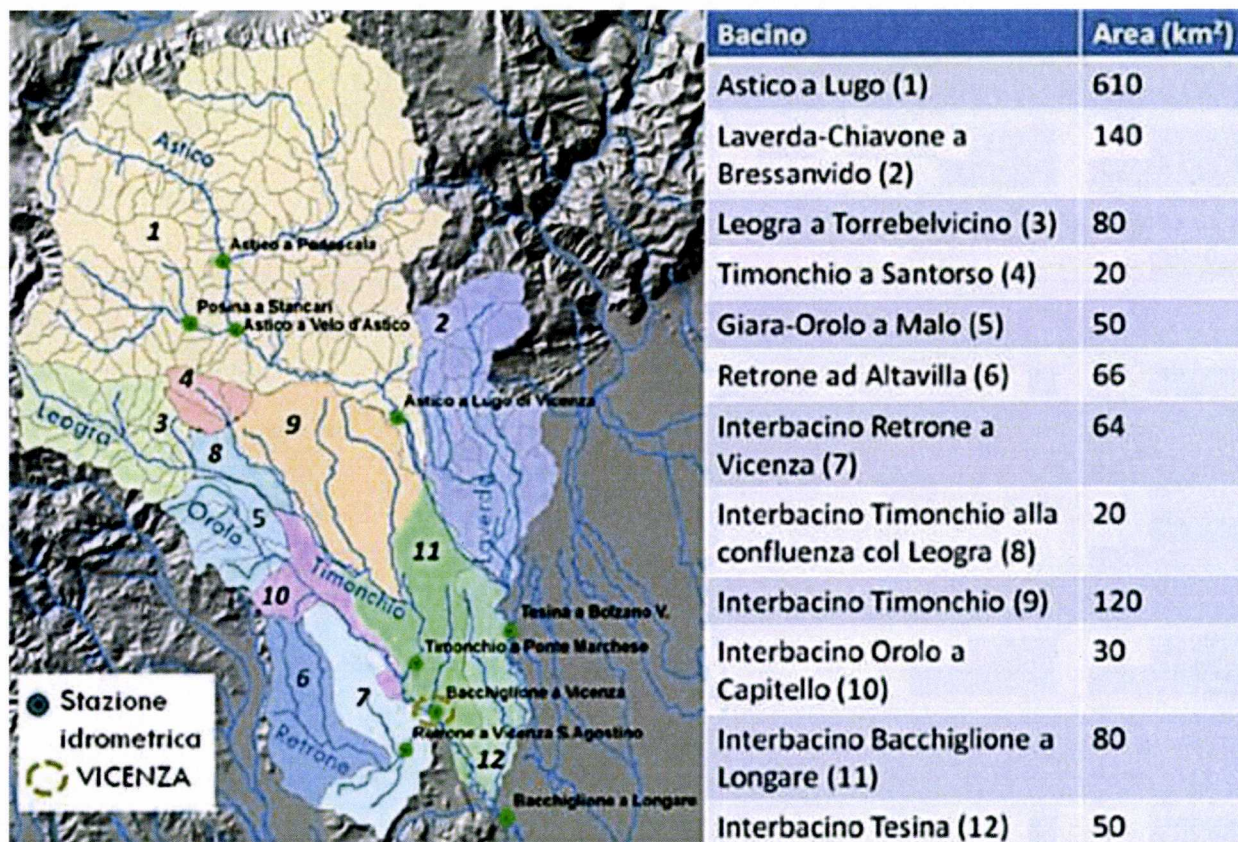 Astico
1
Astico a Pedescala
Posina a Stancari
Astico a Velo d'Astico
2
4
Astico a Lugo di Vicenza
Leogra
3
9
8
Laverda
Orolo
5
11
Timonchio
10
Tesina a Bolzano V.
Timonchio a Ponte Marchese
6
7
Bacchiglione a Vicenza
Retrone a Vicenza S. Agostino
Retrone
12
Bacchiglione a Longare
Stazione
idrometrica
VICENZA
Bacino Area (km²)
Astico a Lugo (1) 610
Laverda-Chiavone a 140
Bressanvido (2)
Leogra a Torrebelvicino (3) 80
Timonchio a Santorso (4) 20
Giara-Orolo a Malo (5) 50
Retrone ad Altavilla (6) 66
Interbacino Retrone a 64
Vicenza (7)
Interbacino Timonchio alla 20
confluenza col Leogra (8)
Interbacino Timonchio (9) 120
Interbacino Orolo a 30
Capitello (10)
Interbacino Bacchiglione a 80
Longare (11)
Interbacino Tesina (12) 50